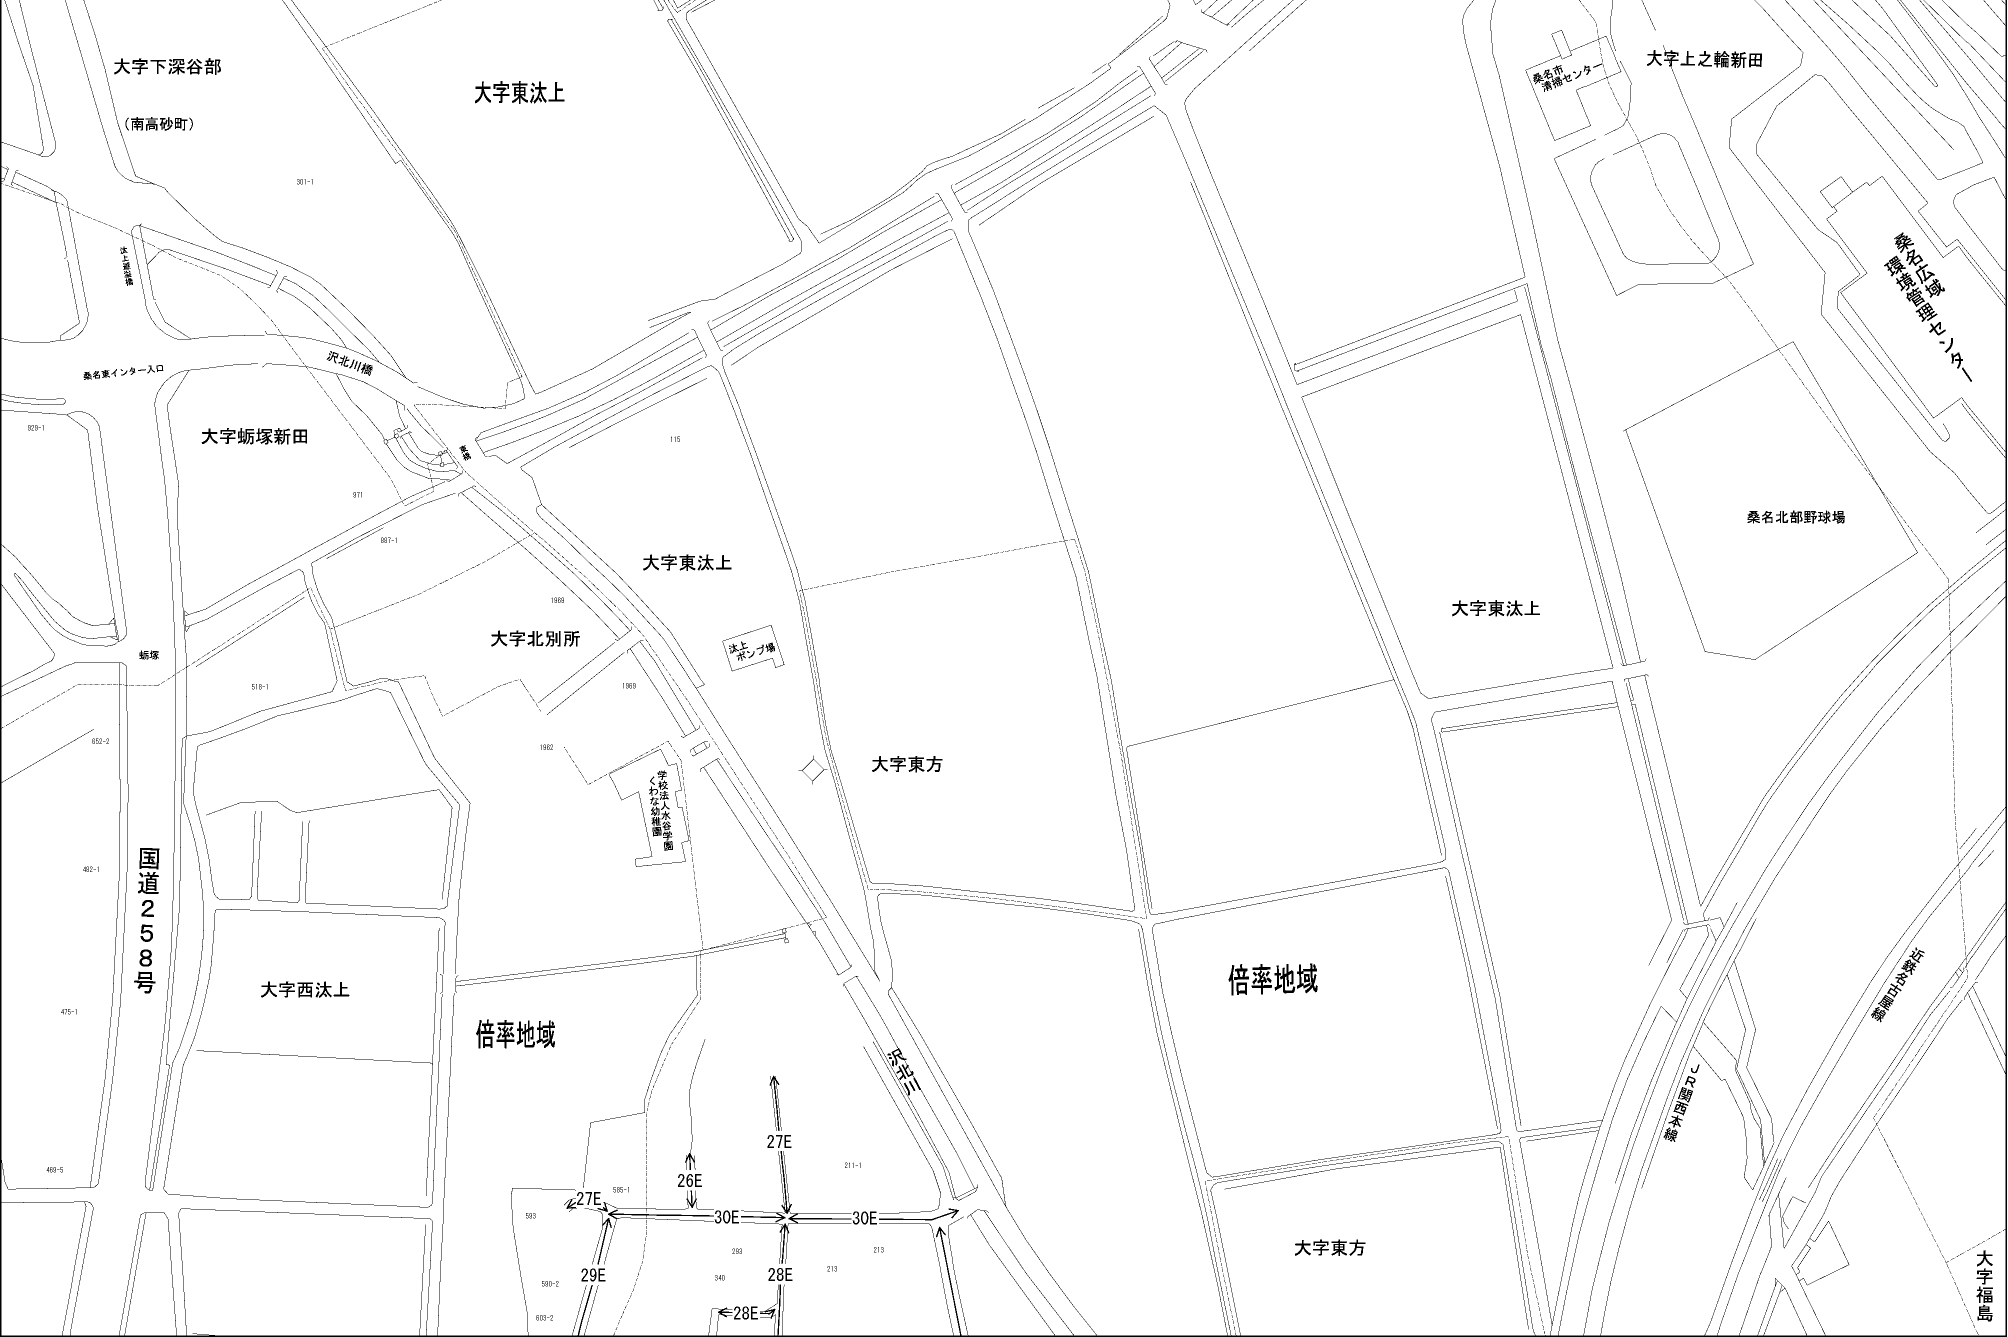 大字下深谷部
(南高砂町)
大字東汰上
301-1
桑名市
清掃センター
大字上之輪新田
桑名広域
環境管理センター
汰上避溢橋
桑名東インター入口
沢北川橋
929-1
大字蛎塚新田
東橋
115
971
897-1
桑名北部野球場
大字東汰上
1969
大字北別所
大字東汰上
汰上
ポンプ場
蛎塚
518-1
1969
652-2
1962
大字東方
学校法人水谷学園
くわな幼稚園
国道258号
482-1
大字西汰上
倍率地域
倍率地域
475-1
近鉄名古屋線
沢北川
JR関西本線
27E
26E
211-1
469-5
585-1
27E
593
30E
30E
293
213
大字東方
大字福島
29E
28E
340
213
590-2
28E
603-2